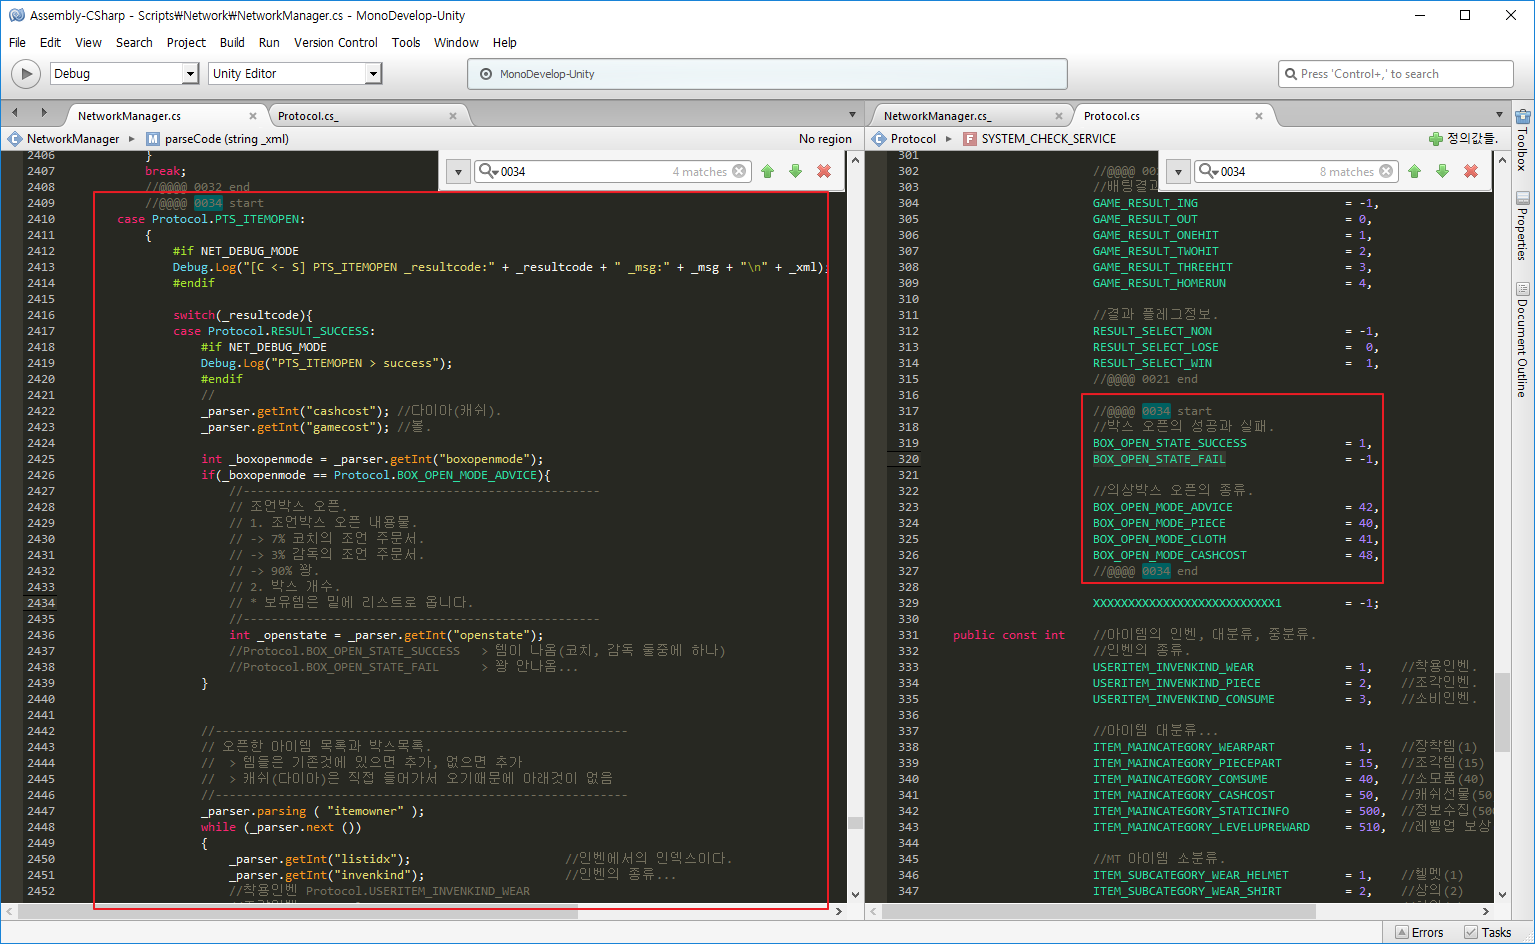 Assembly-CSharp - Scripts₩Network₩NetworkManager.cs - MonoDevelop-Unity
File Edit View Search Project Build Run Version Control Tools Window Help
Debug Unity Editor MonoDevelop-Unity Press 'Control+,' to search
NetworkManager.cs Protocol.cs_
NetworkManager parseCode (string _xml) No region
0034 4 matches
2406 }
2407 break;
2408 //@@@@ 0032 end
2409 //@@@@ 0034 start
2410 case Protocol.PTS_ITEMOPEN:
2411 {
2412 #if NET_DEBUG_MODE
2413 Debug.Log("[C <- S] PTS_ITEMOPEN _resultcode:" + _resultcode + " _msg:" + _msg + "\n" + _xml);
2414 #endif
2415
2416 switch(_resultcode){
2417 case Protocol.RESULT_SUCCESS:
2418 #if NET_DEBUG_MODE
2419 Debug.Log("PTS_ITEMOPEN > success");
2420 #endif
2421 //
2422 _parser.getInt("cashcost"); //다이아(캐쉬).
2423 _parser.getInt("gamecost"); //볼.
2424
2425 int _boxopenmode = _parser.getInt("boxopenmode");
2426 if(_boxopenmode == Protocol.BOX_OPEN_MODE_ADVICE){
2427 //---------------------------------------------------
2428 // 조언박스 오픈.
2429 // 1. 조언박스 오픈 내용물.
2430 // -> 7% 코치의 조언 주문서.
2431 // -> 3% 감독의 조언 주문서.
2432 // -> 90% 꽝.
2433 // 2. 박스 개수.
2434 // * 보유템은 밑에 리스트로 옵니다.
2435 //---------------------------------------------------
2436 int _openstate = _parser.getInt("openstate");
2437 //Protocol.BOX_OPEN_STATE_SUCCESS >템이 나옴(코치, 감독 둘중에 하나)
2438 //Protocol.BOX_OPEN_STATE_FAIL > 꽝 안나옴...
2439 }
2440
2441
2442 //-----------------------------------------------------------
2443 // 오픈한 아이템 목록과 박스목록.
2444 // > 템들은 기존것에 있으면 추가, 없으면 추가
2445 // > 캐쉬(다이아)은 직접 들어가서 오기때문에 아래것이 없음
2446 //-----------------------------------------------------------
2447 _parser.parsing ( "itemowner" );
2448 while (_parser.next ())
2449 {
2450 _parser.getInt("listidx"); //인벤에서의 인덱스이다.
2451 _parser.getInt("invenkind"); //인벤의 종류...
2452 //착용인벤 Protocol.USERITEM_INVENKIND_WEAR
NetworkManager.cs_ Protocol.cs
Protocol SYSTEM_CHECK_SERVICE 정의값들.
0034 8 matches
301
302 //@@@@ 00
303 //배팅결과
304 GAME_RESULT_ING = -1,
305 GAME_RESULT_OUT = 0,
306 GAME_RESULT_ONEHIT = 1,
307 GAME_RESULT_TWOHIT = 2,
308 GAME_RESULT_THREEHIT = 3,
309 GAME_RESULT_HOMERUN = 4,
310
311 //결과 플레그정보.
312 RESULT_SELECT_NON = -1,
313 RESULT_SELECT_LOSE = 0,
314 RESULT_SELECT_WIN = 1,
315 //@@@@ 0021 end
316
317 //@@@@ 0034 start
318 //박스 오픈의 성공과 실패.
319 BOX_OPEN_STATE_SUCCESS = 1,
320 BOX_OPEN_STATE_FAIL = -1,
321
322 //의상박스 오픈의 종류.
323 BOX_OPEN_MODE_ADVICE = 42,
324 BOX_OPEN_MODE_PIECE = 40,
325 BOX_OPEN_MODE_CLOTH = 41,
326 BOX_OPEN_MODE_CASHCOST = 48,
327 //@@@@ 0034 end
328
329 XXXXXXXXXXXXXXXXXXXXXXXXXX1 = -1;
330
331 public const int //아이템의 인벤, 대분류, 중분류.
332 //인벤의 종류.
333 USERITEM_INVENKIND_WEAR = 1, //착용인벤.
334 USERITEM_INVENKIND_PIECE = 2, //조각인벤.
335 USERITEM_INVENKIND_CONSUME = 3, //소비인벤.
336
337 //아이템 대분류...
338 ITEM_MAINCATEGORY_WEARPART = 1, //장착템(1)
339 ITEM_MAINCATEGORY_PIECEPART = 15, //조각템(15)
340 ITEM_MAINCATEGORY_COMSUME = 40, //소모품(40)
341 ITEM_MAINCATEGORY_CASHCOST = 50, //캐쉬선물(50
342 ITEM_MAINCATEGORY_STATICINFO = 500, //정보수집(50
343 ITEM_MAINCATEGORY_LEVELUPREWARD = 510, //레벨업 보상
344
345 //MT 아이템 소분류.
346 ITEM_SUBCATEGORY_WEAR_HELMET = 1, //헬멧(1)
347 ITEM_SUBCATEGORY_WEAR_SHIRT = 2, //상의(2)
Toolbox
Properties
Document Outline
Errors Tasks